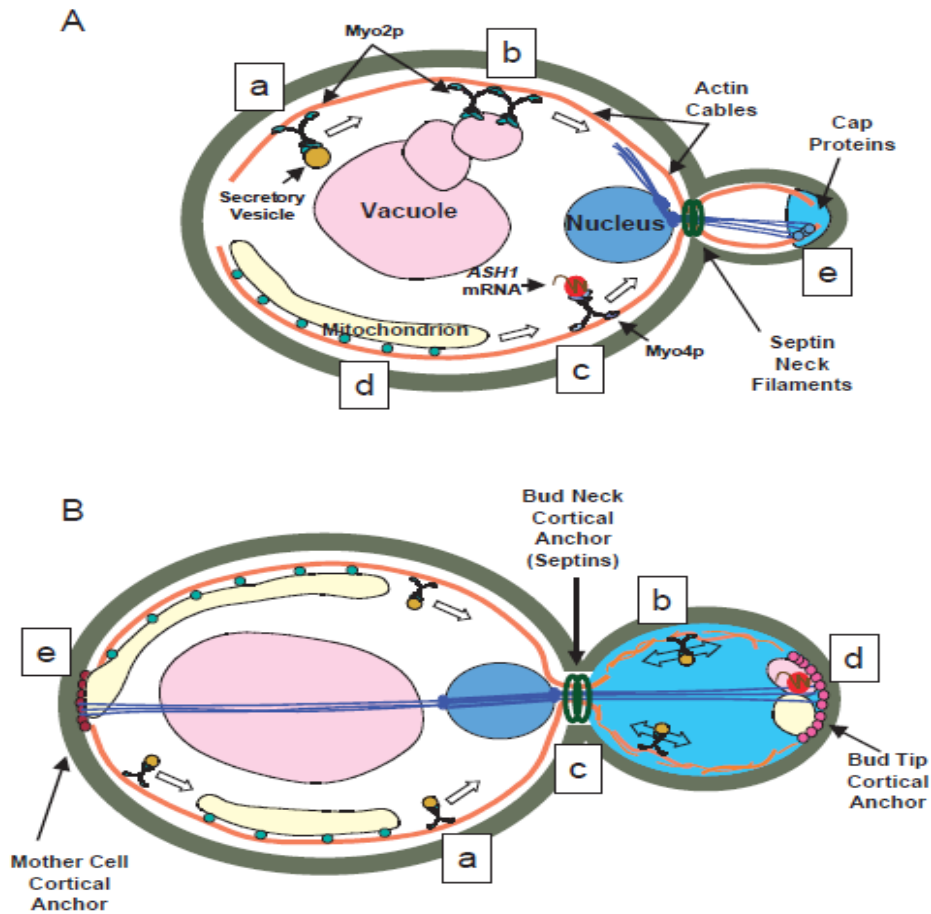 A
Myo2p
b
a
Actin
Cables
Cap
Proteins
Secretory
Vesicle
Vacuole
Nucleus
ASH1
mRNA
e
Mitochondrion
Myo4p
Septin
Neck
Filaments
c
d
B
Bud Neck
Cortical
Anchor
(Septins)
b
e
d
c
Bud Tip
Cortical
Anchor
a
Mother Cell
Cortical
Anchor